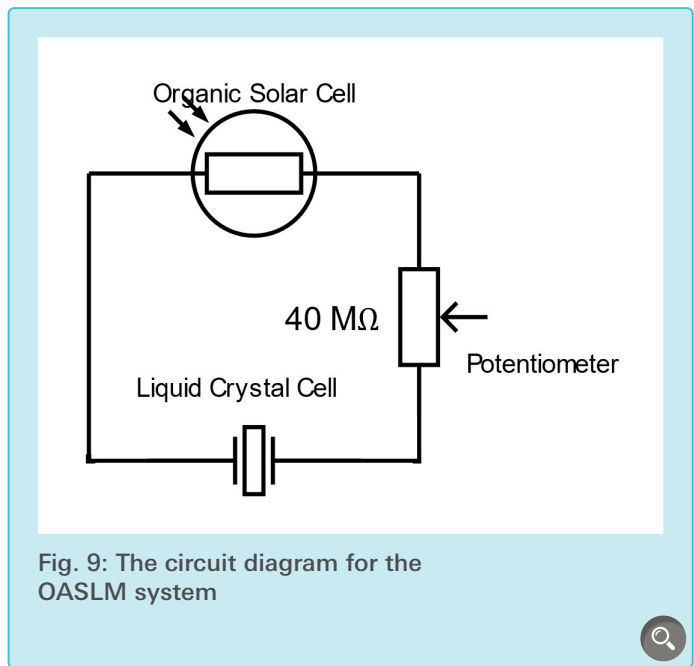 Organic Solar Cell
40 MΩ
Potentiometer
Liquid Crystal Cell
Fig. 9: The circuit diagram for the
OASLM system